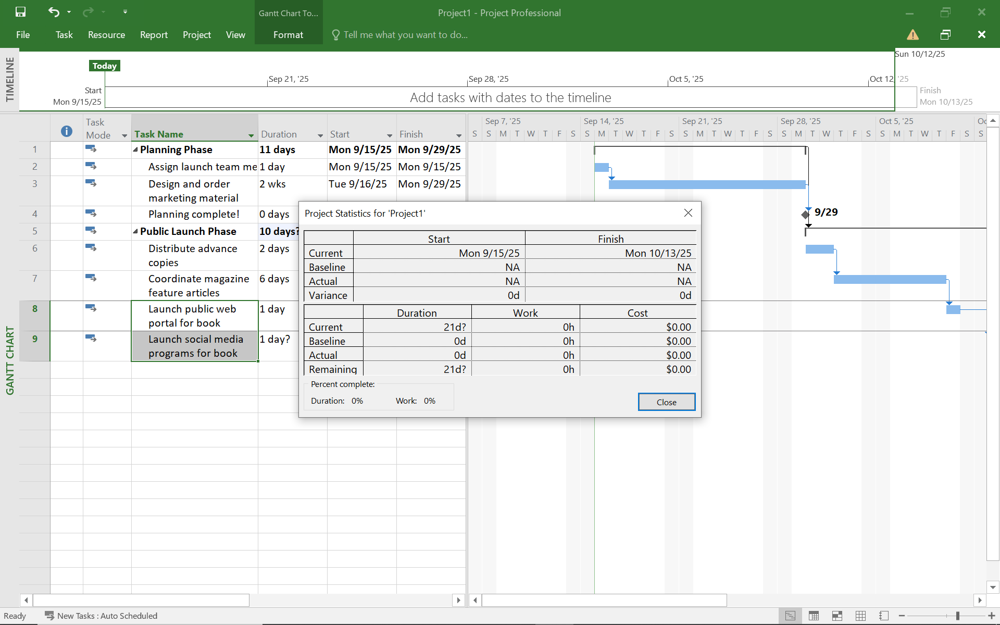 Gantt Chart To...
Project1 - Project Professional
File Task Resource Report Project View Format Tell me what you want to do...
TIMELINE
Sun 10/12/25
Today
Sep 21, '25 Sep 28, '25 Oct 5, '25 Oct 12, '25
Start
Mon 9/15/25
Add tasks with dates to the timeline
Finish
Mon 10/13/25
GANTT CHART
Task Mode Task Name Duration Start Finish
Sep 7, '25 Sep 14, '25 Sep 21, '25 Sep 28, '25 Oct 5, '25 Oc
S S M T W T F S S M T W T F S S M T W T F S S M T W T F S S M T W T F S S
1 Planning Phase 11 days Mon 9/15/25 Mon 9/29/25
2 Assign launch team me 1 day Mon 9/15/25 Mon 9/15/25
3 Design and order 2 wks Tue 9/16/25 Mon 9/29/25
marketing material
4 Planning complete! 0 days
9/29
5 Public Launch Phase 10 days?
6 Distribute advance 2 days
copies
7 Coordinate magazine 6 days
feature articles
8 Launch public web 1 day
portal for book
9 Launch social media 1 day?
programs for book
Project Statistics for 'Project1'
Start Finish
Current Mon 9/15/25 Mon 10/13/25
Baseline NA NA
Actual NA NA
Variance 0d 0d
Duration Work Cost
Current 21d? 0h $0.00
Baseline 0d 0h $0.00
Actual 0d 0h $0.00
Remaining 21d? 0h $0.00
Percent complete:
Duration: 0% Work: 0%
Close
Ready New Tasks : Auto Scheduled